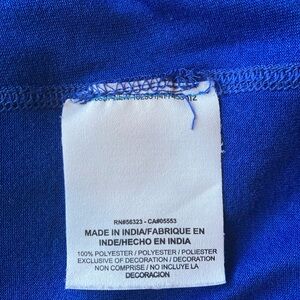 RN#56323 - CA#05553
MADE IN INDIA/FABRIQUE EN
INDE/HECHO EN INDIA
100% POLYESTER / POLYESTER / POLIESTER
EXCLUSIVE OF DECORATION / DECORATION
NON COMPRISE / NO INCLUYE LA
DECORACION